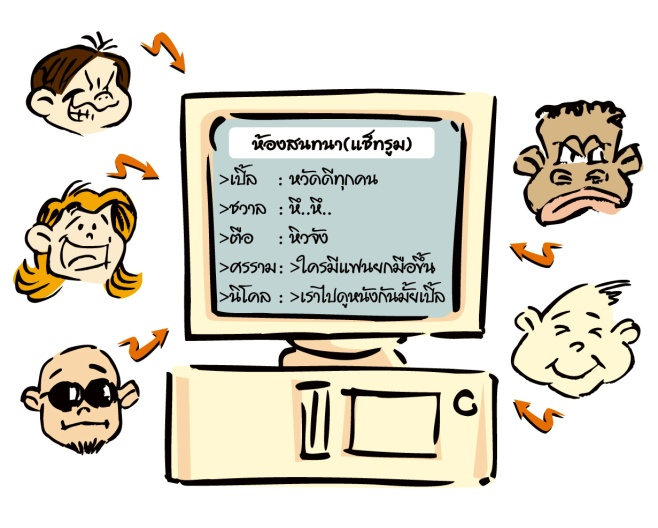 ห้องสนทนา(แช็ทรูม)
>เปิ้ล : หวัดดีทุกคน
>ชวาล : หึ..หึ..
>ตือ : หิวจัง
>ศรราม: >ใครมีแฟนยกมือขึ้น
>นิโคล : >เราไปดูหนังกันมั้ยเปิ้ล